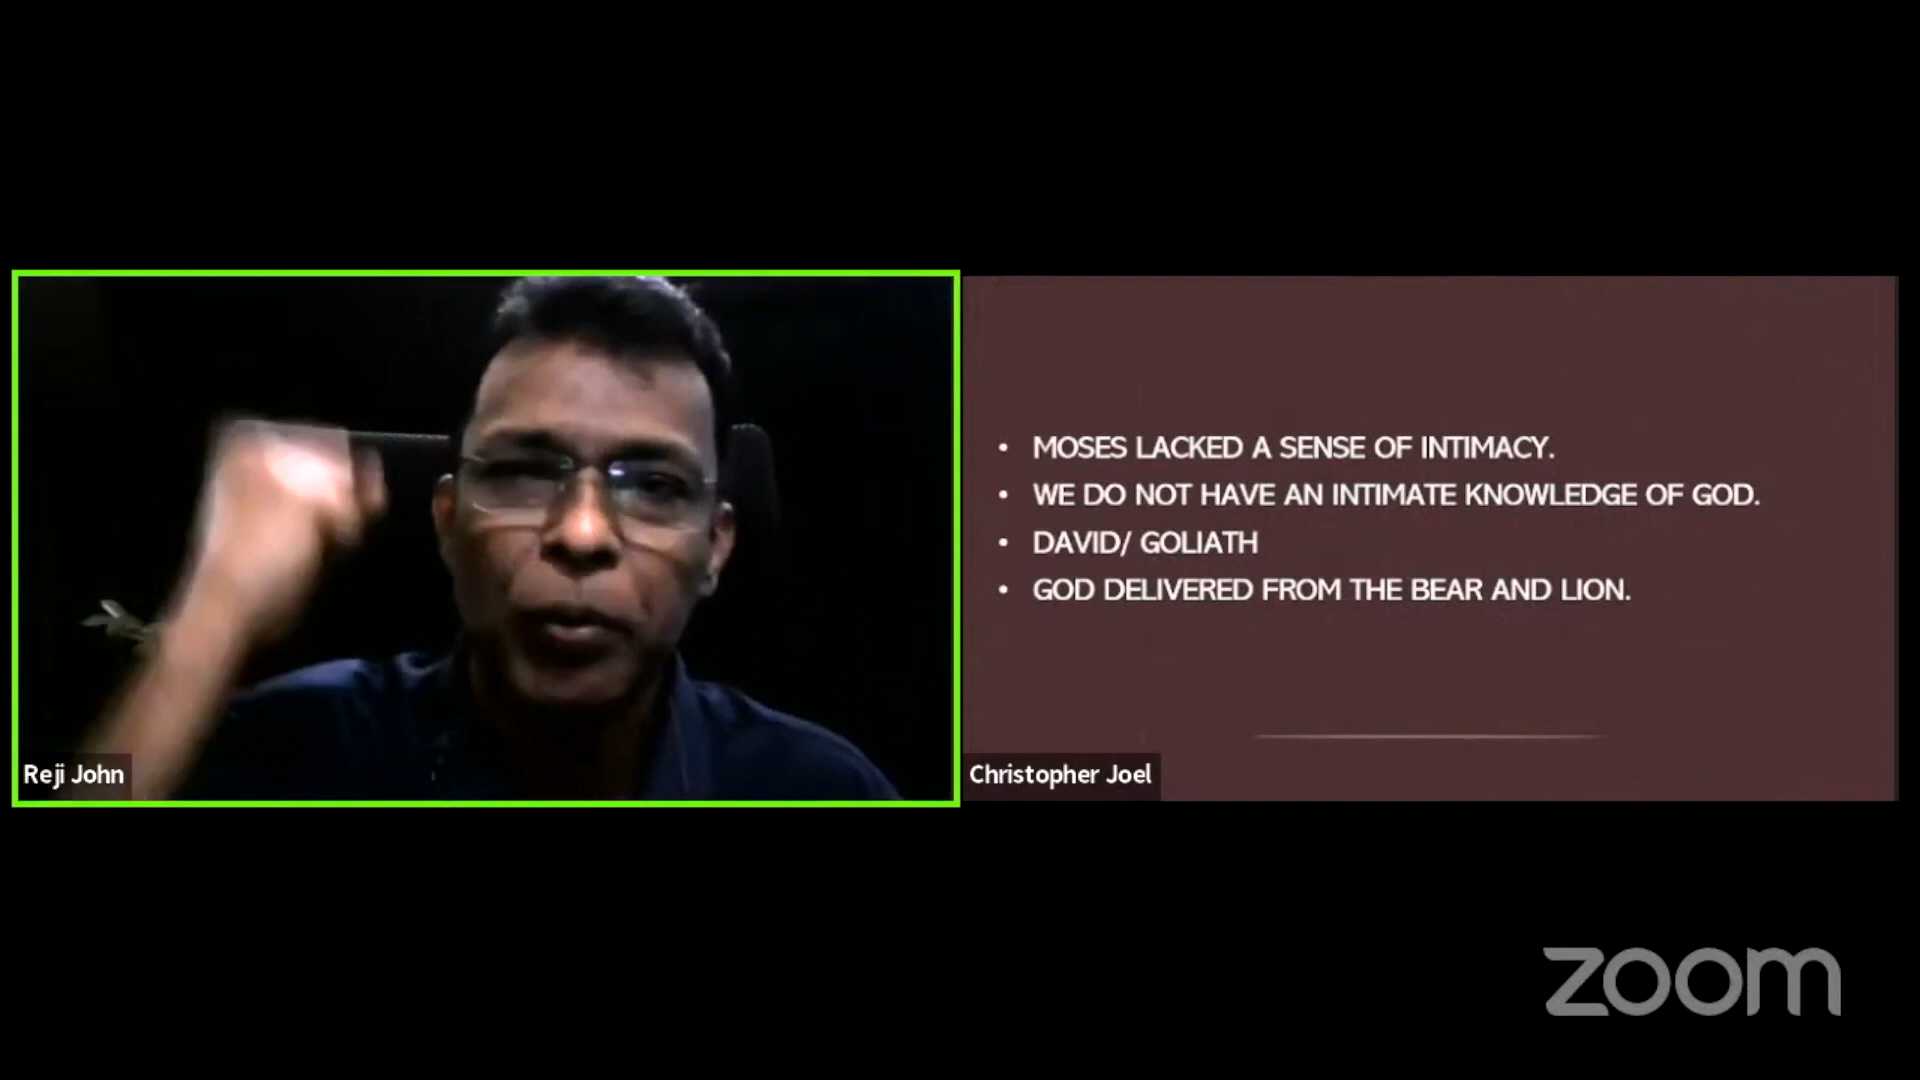 • MOSES LACKED A SENSE OF INTIMACY.
• WE DO NOT HAVE AN INTIMATE KNOWLEDGE OF GOD.
• DAVID/ GOLIATH
• GOD DELIVERED FROM THE BEAR AND LION.
Reji John
Christopher Joel
zoom